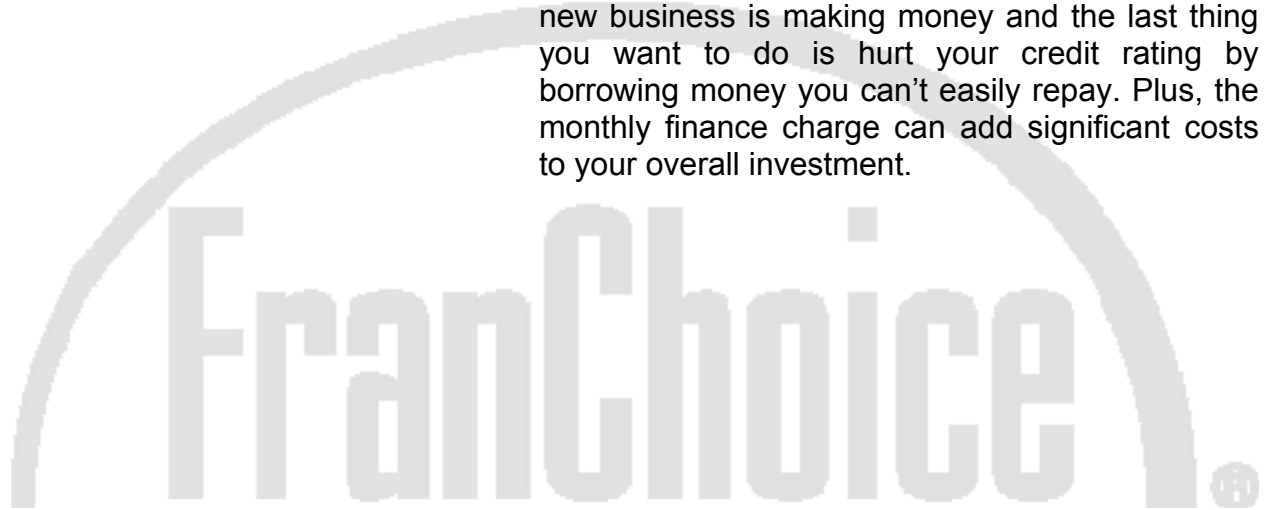 new business is making money and the last thing
you want to do is hurt your credit rating by
borrowing money you can’t easily repay. Plus, the
monthly finance charge can add significant costs
to your overall investment.
FranChoice
®